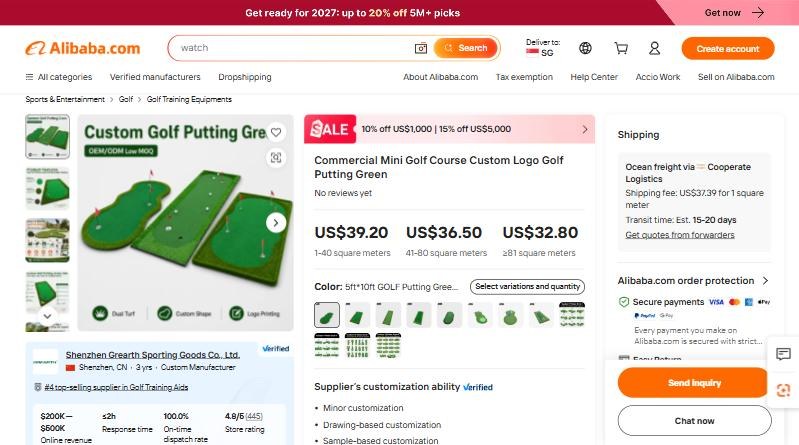 Get ready for 2027: up to 20% off 5M+ picks
Get now
Alibaba.com
watch
Search
Deliver to:
SG
Create account
All categories
Verified manufacturers
Dropshipping
About Alibaba.com
Tax exemption
Help Center
Accio Work
Sell on Alibaba.com
Sports & Entertainment > Golf > Golf Training Equipments
Custom Golf Putting Gre
OEM/ODM Low MOQ
Dual Turf
Custom Shape
Logo Printing
Verified
Shenzhen Grearth Sporting Goods Co., Ltd.
Shenzhen, CN · 3 yrs · Custom Manufacturer
#4 top-selling supplier in Golf Training Aids
$200K—
$500K
Online revenue
≤2h
Response time
100.0%
On-time
dispatch rate
4.8/5 (445)
Store rating
SALE
10% off US$1,000 | 15% off US$5,000
Commercial Mini Golf Course Custom Logo Golf
Putting Green
No reviews yet
US$39.20
1-40 square meters
US$36.50
41-80 square meters
US$32.80
≥81 square meters
Color: 5ft*10ft GOLF Puttiing Gree...
Select variations and quantity
Supplier's customization ability Verified
• Minor customization
• Drawing-based customization
• Sample-based customization
Shipping
Ocean freight via Cooperate
Logistics
Shipping fee: US$37.39 for 1 square
meter
Transit time: Est. 15-20 days
Get quotes from forwarders
Alibaba.com order protection
Secure payments VISA Pay
PayPal G Pay
Every payment you make on
Alibaba.com is secured with strict...
Easy Return
Send Inquiry
Chat now